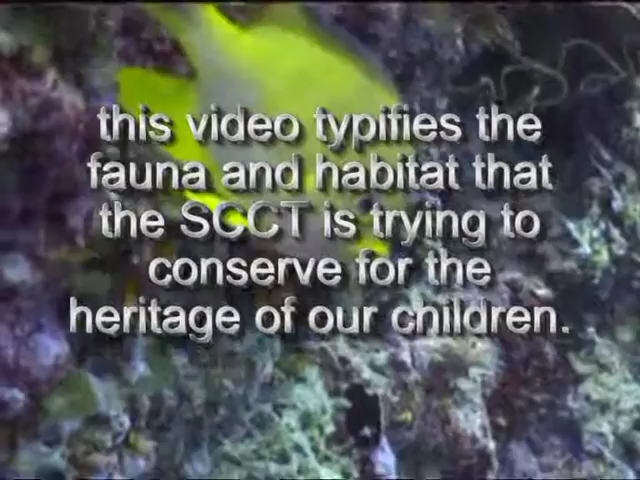 this video typifies the
fauna and habitat that
the SCCT is trying to
conserve for the
heritage of our children.